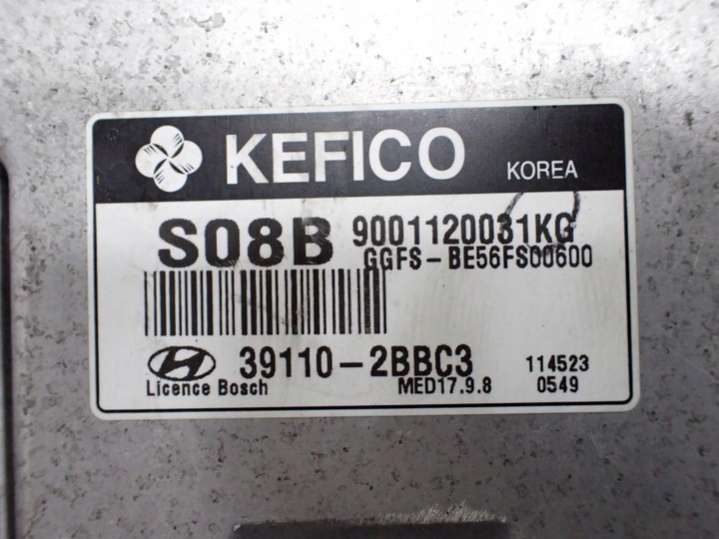 KEFICO KOREA
S08B 9001120031KG
GGFS-BE56FS00600
39110-2BBC3 114523
Licence Bosch MED17.9.8 0549